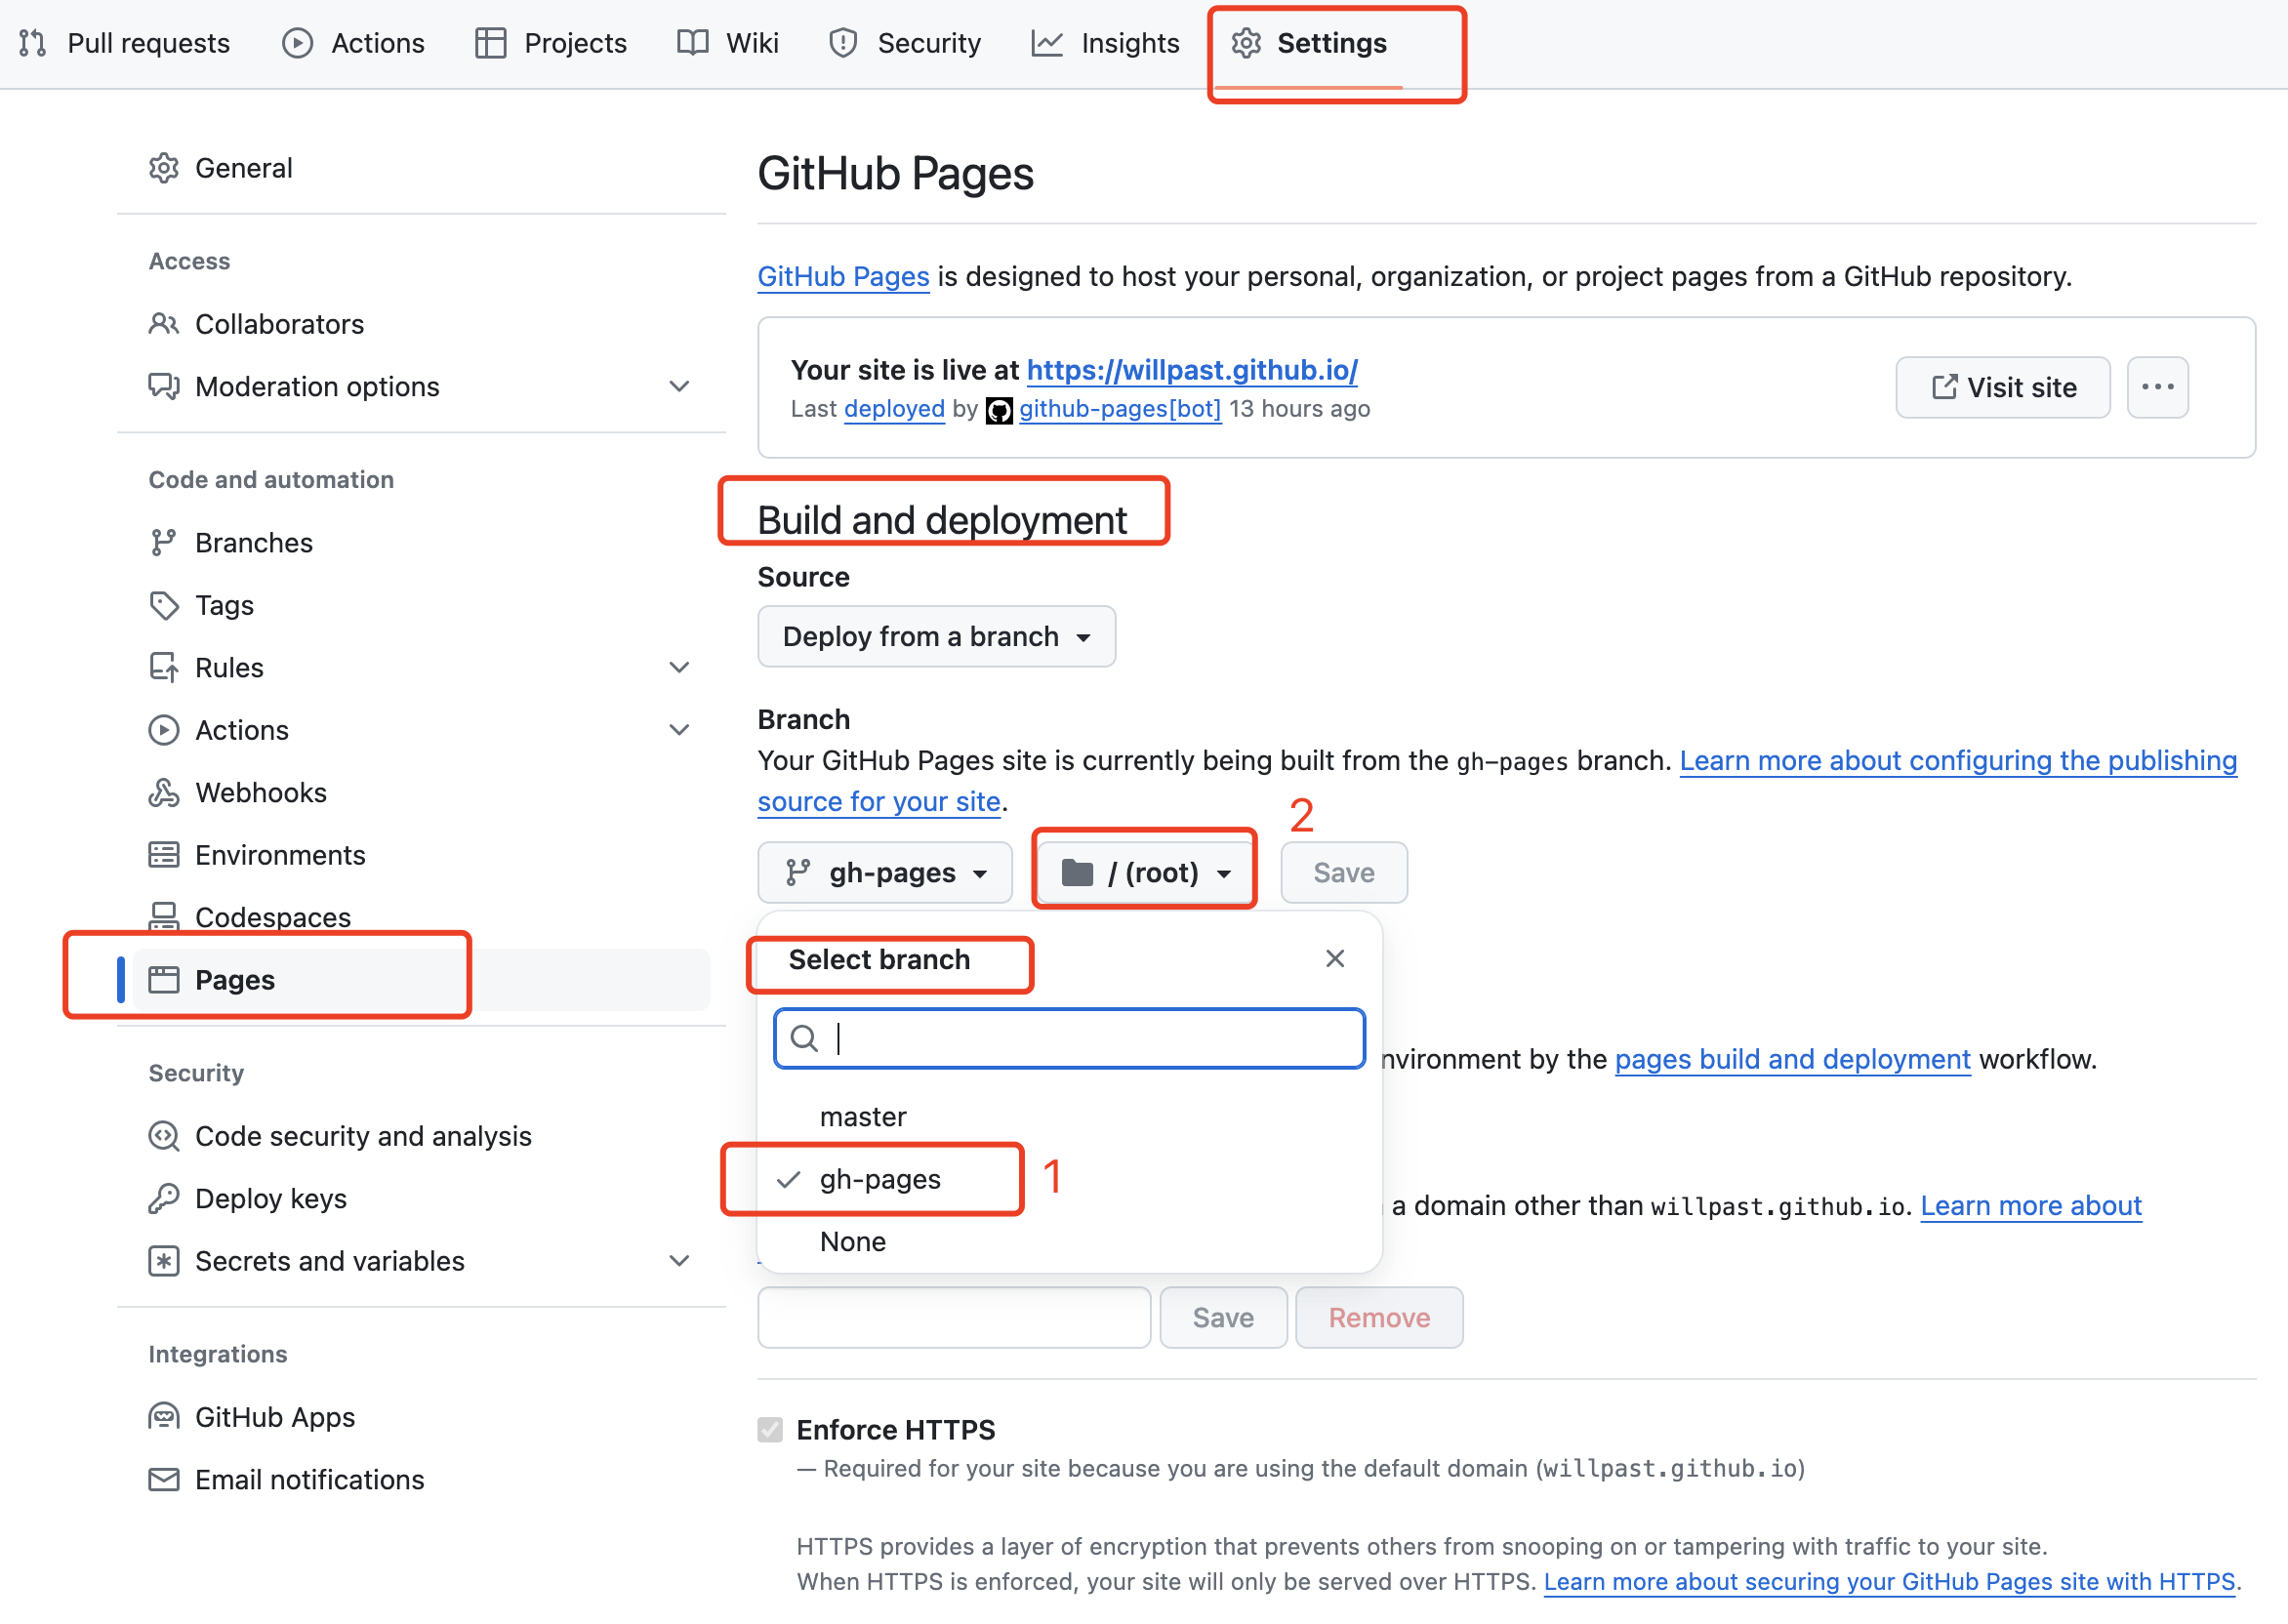 Pull requests Actions Projects Wiki Security Insights Settings
General
Access
Collaborators
Moderation options
Code and automation
Branches
Tags
Rules
Actions
Webhooks
Environments
Codespaces
Pages
Security
Code security and analysis
Deploy keys
Secrets and variables
Integrations
GitHub Apps
Email notifications
GitHub Pages
GitHub Pages is designed to host your personal, organization, or project pages from a GitHub repository.
Your site is live at https://willpast.github.io/
Last deployed by github-pages[bot] 13 hours ago
Visit site
Build and deployment
Source
Deploy from a branch
Branch
Your GitHub Pages site is currently being built from the gh-pages branch. Learn more about configuring the publishing
source for your site.
2
gh-pages / (root) Save
Select branch
nvironment by the pages build and deployment workflow.
master
gh-pages 1
a domain other than willpast.github.io. Learn more about
None
Save Remove
Enforce HTTPS
— Required for your site because you are using the default domain (willpast.github.io)
HTTPS provides a layer of encryption that prevents others from snooping on or tampering with traffic to your site.
When HTTPS is enforced, your site will only be served over HTTPS. Learn more about securing your GitHub Pages site with HTTPS.